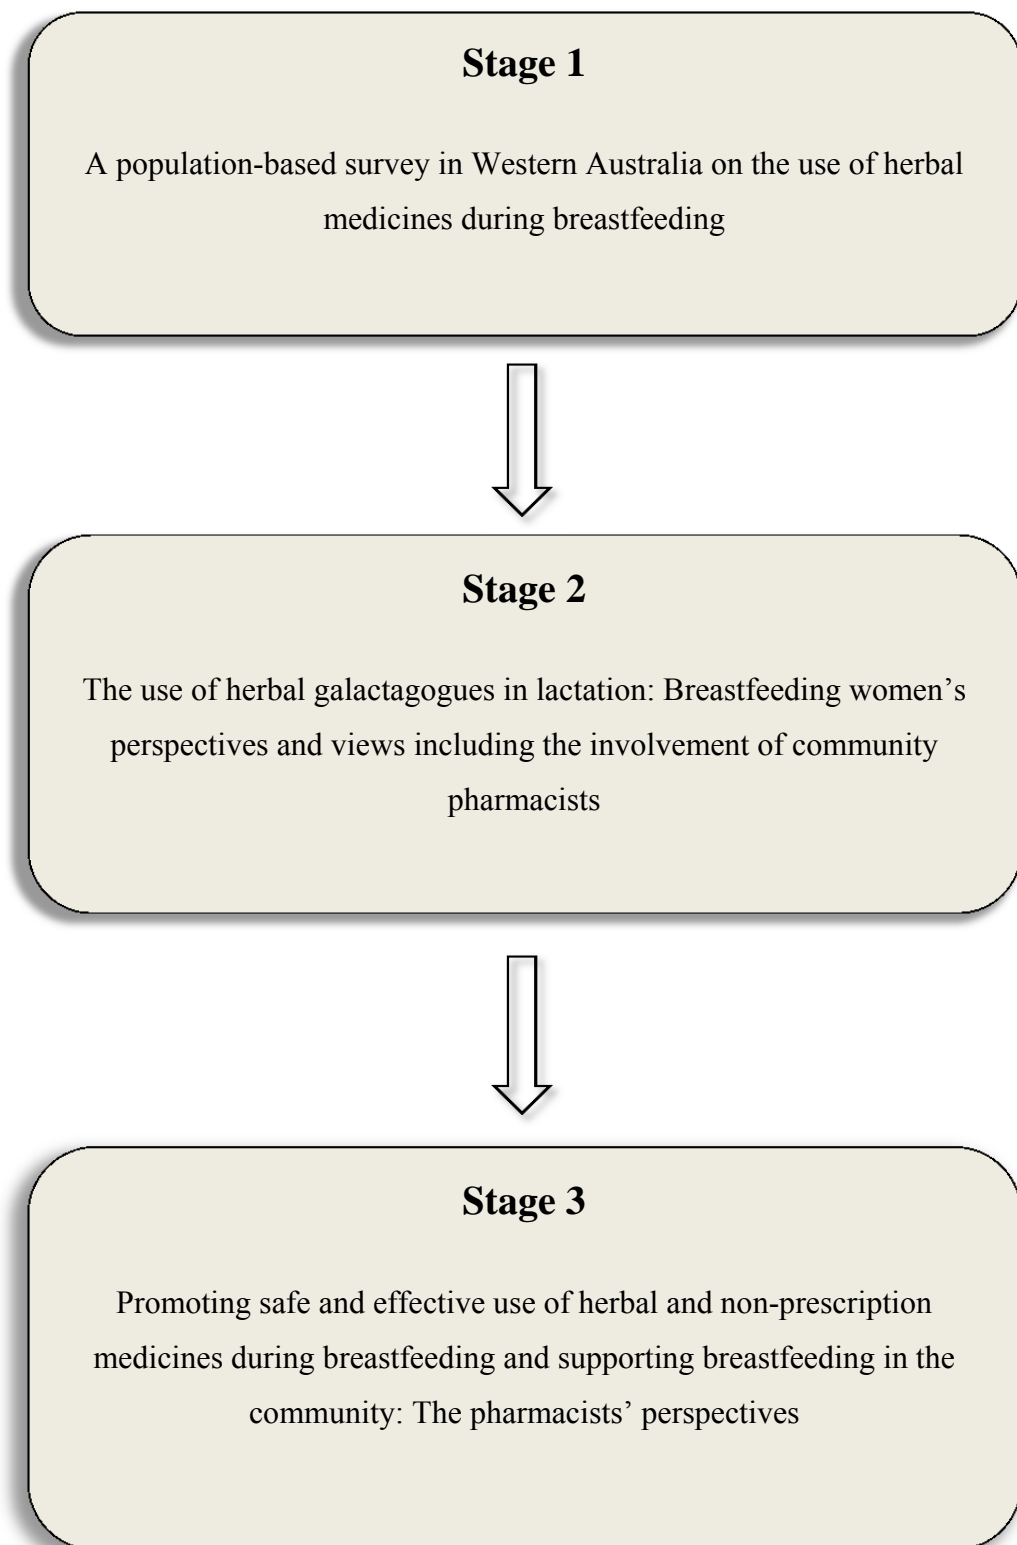 Stage 1
A population-based survey in Western Australia on the use of herbal
medicines during breastfeeding
Stage 2
The use of herbal galactagogues in lactation: Breastfeeding women’s
perspectives and views including the involvement of community
pharmacists
Stage 3
Promoting safe and effective use of herbal and non-prescription
medicines during breastfeeding and supporting breastfeeding in the
community: The pharmacists’ perspectives